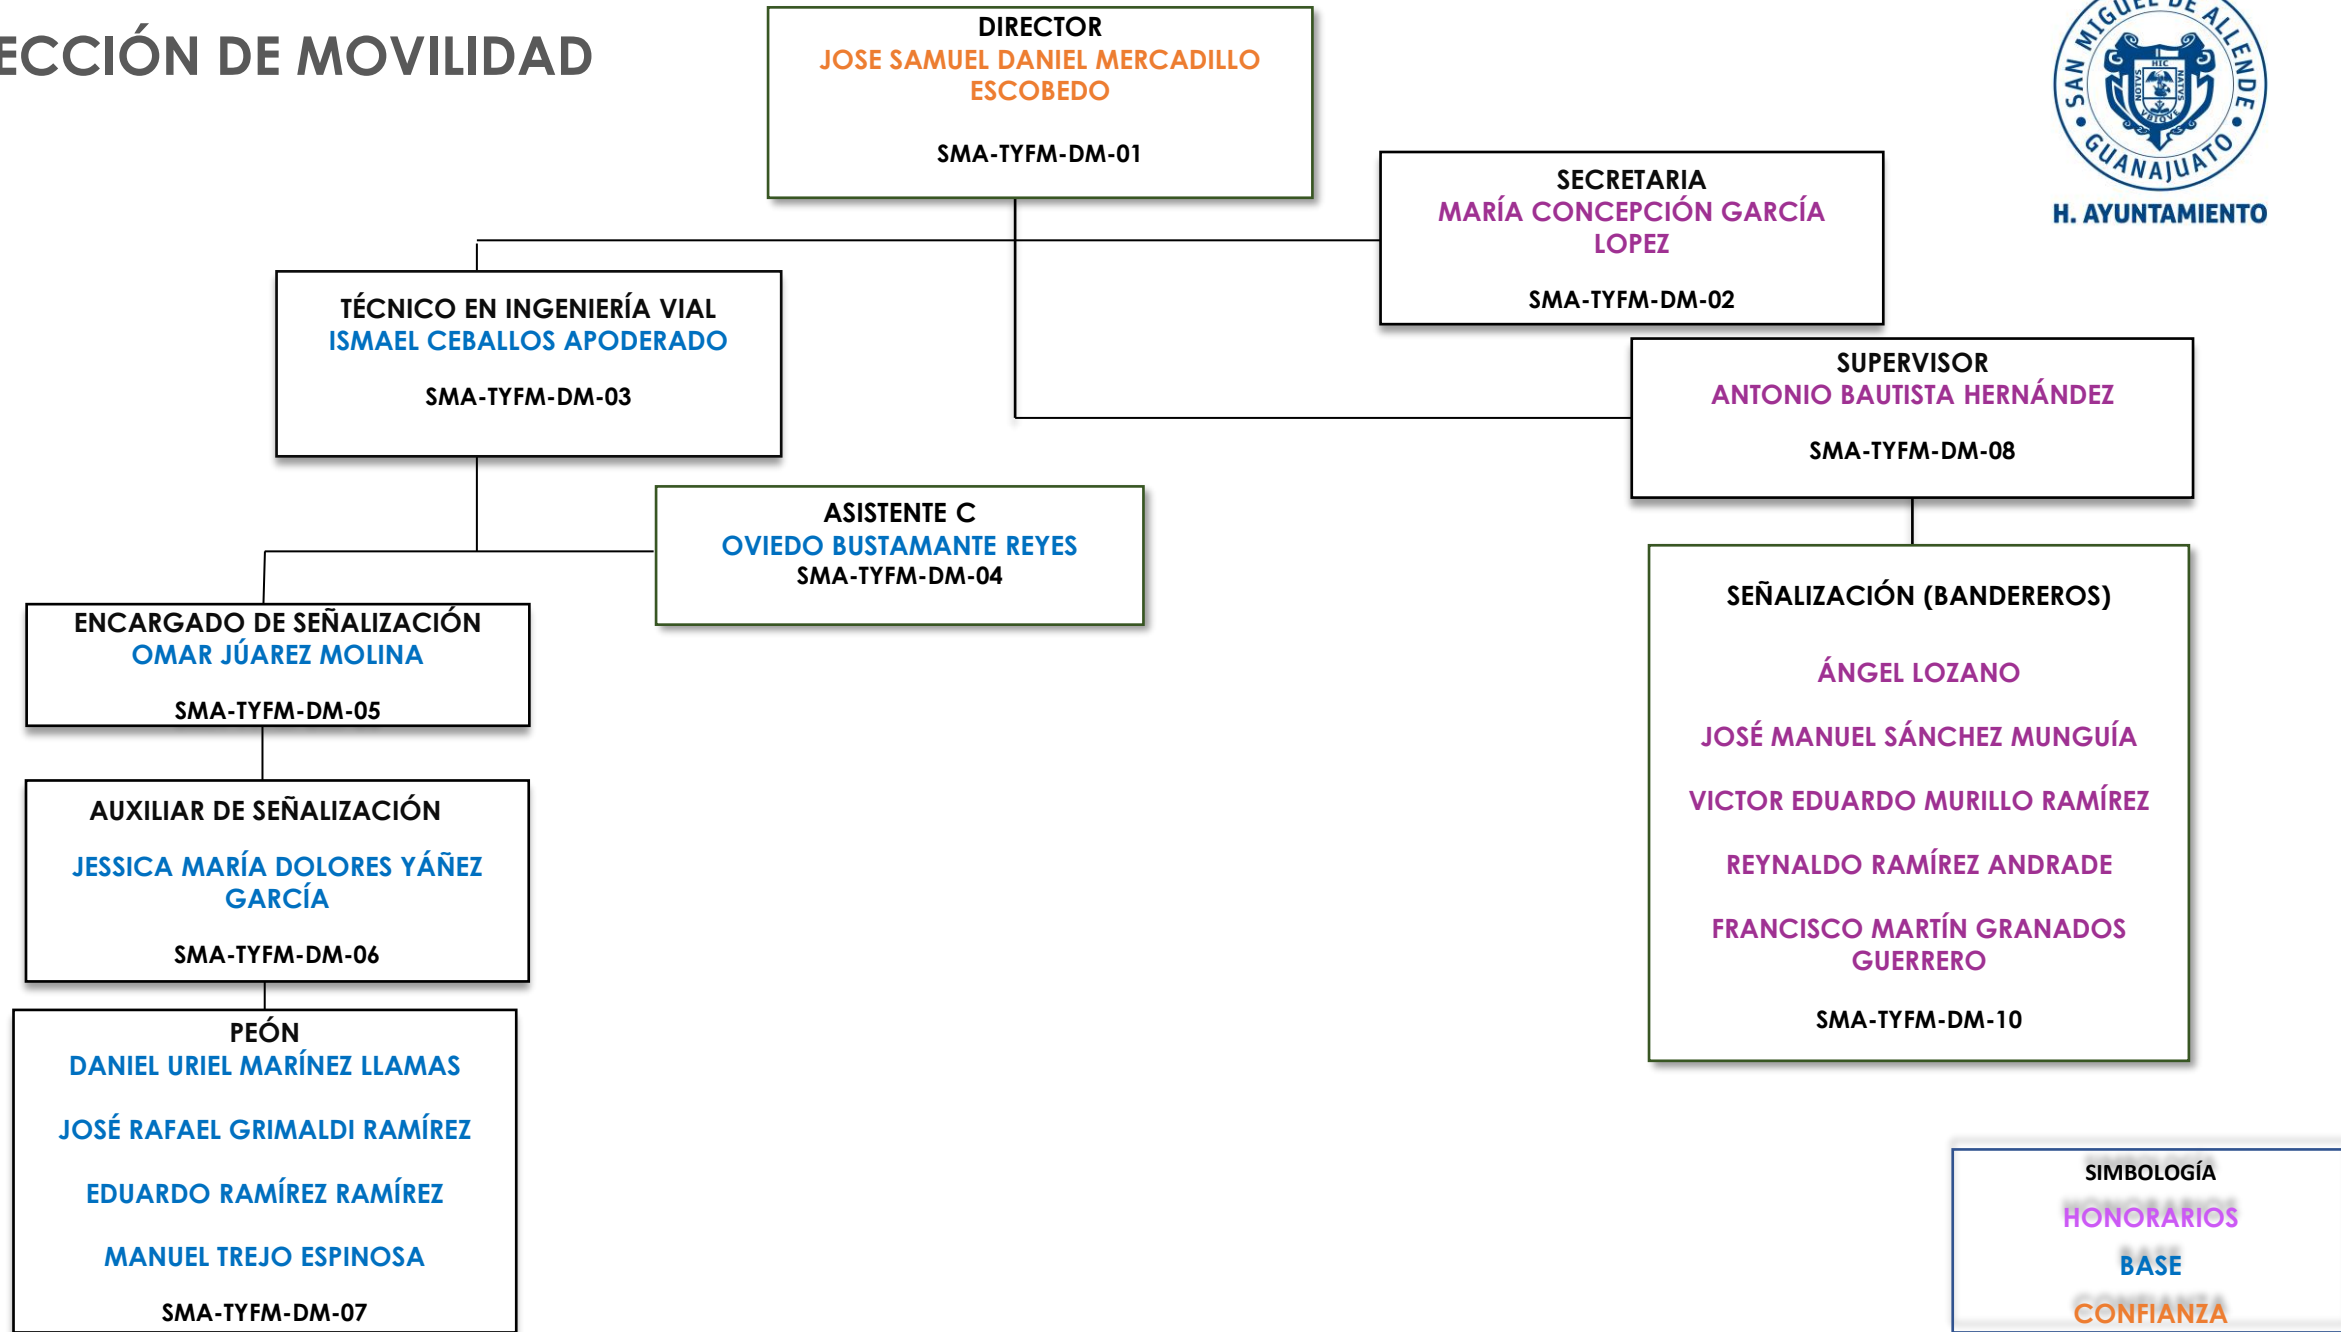 ECCIÓN DE MOVILIDAD
DIRECTOR
JOSE SAMUEL DANIEL MERCADILLO
ESCOBEDO
SMA-TYFM-DM-01
SAN MIGUEL DE ALLENDE
GUANAJUATO
HIC
NATVS
VBIQVE
NOTVS
H. AYUNTAMIENTO
SECRETARIA
MARÍA CONCEPCIÓN GARCÍA
LOPEZ
SMA-TYFM-DM-02
TÉCNICO EN INGENIERÍA VIAL
ISMAEL CEBALLOS APODERADO
SMA-TYFM-DM-03
SUPERVISOR
ANTONIO BAUTISTA HERNÁNDEZ
SMA-TYFM-DM-08
ASISTENTE C
OVIEDO BUSTAMANTE REYES
SMA-TYFM-DM-04
ENCARGADO DE SEÑALIZACIÓN
OMAR JÚAREZ MOLINA
SMA-TYFM-DM-05
AUXILIAR DE SEÑALIZACIÓN
JESSICA MARÍA DOLORES YÁÑEZ
GARCÍA
SMA-TYFM-DM-06
PEÓN
DANIEL URIEL MARÍNEZ LLAMAS
JOSÉ RAFAEL GRIMALDI RAMÍREZ
EDUARDO RAMÍREZ RAMÍREZ
MANUEL TREJO ESPINOSA
SMA-TYFM-DM-07
SEÑALIZACIÓN (BANDEREROS)
ÁNGEL LOZANO
JOSÉ MANUEL SÁNCHEZ MUNGUÍA
VICTOR EDUARDO MURILLO RAMÍREZ
REYNALDO RAMÍREZ ANDRADE
FRANCISCO MARTÍN GRANADOS
GUERRERO
SMA-TYFM-DM-10
SIMBOLOGÍA
HONORARIOS
BASE
CONFIANZA